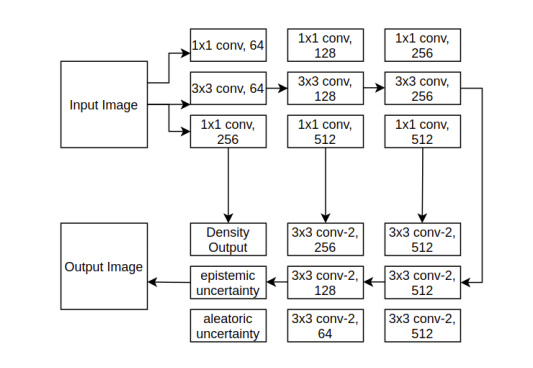 1x1 conv, 64
1x1 conv,
128
1x1 conv,
256
Input Image
3x3 conv, 64
3x3 conv,
128
3x3 conv,
256
1x1 conv,
256
1x1 conv,
512
1x1 conv,
512
Density
Output
3x3 conv-2,
256
3x3 conv-2,
512
Output Image
epistemic
uncertainty
3x3 conv-2,
128
3x3 conv-2,
512
aleatoric
uncertainty
3x3 conv-2,
64
3x3 conv-2,
512